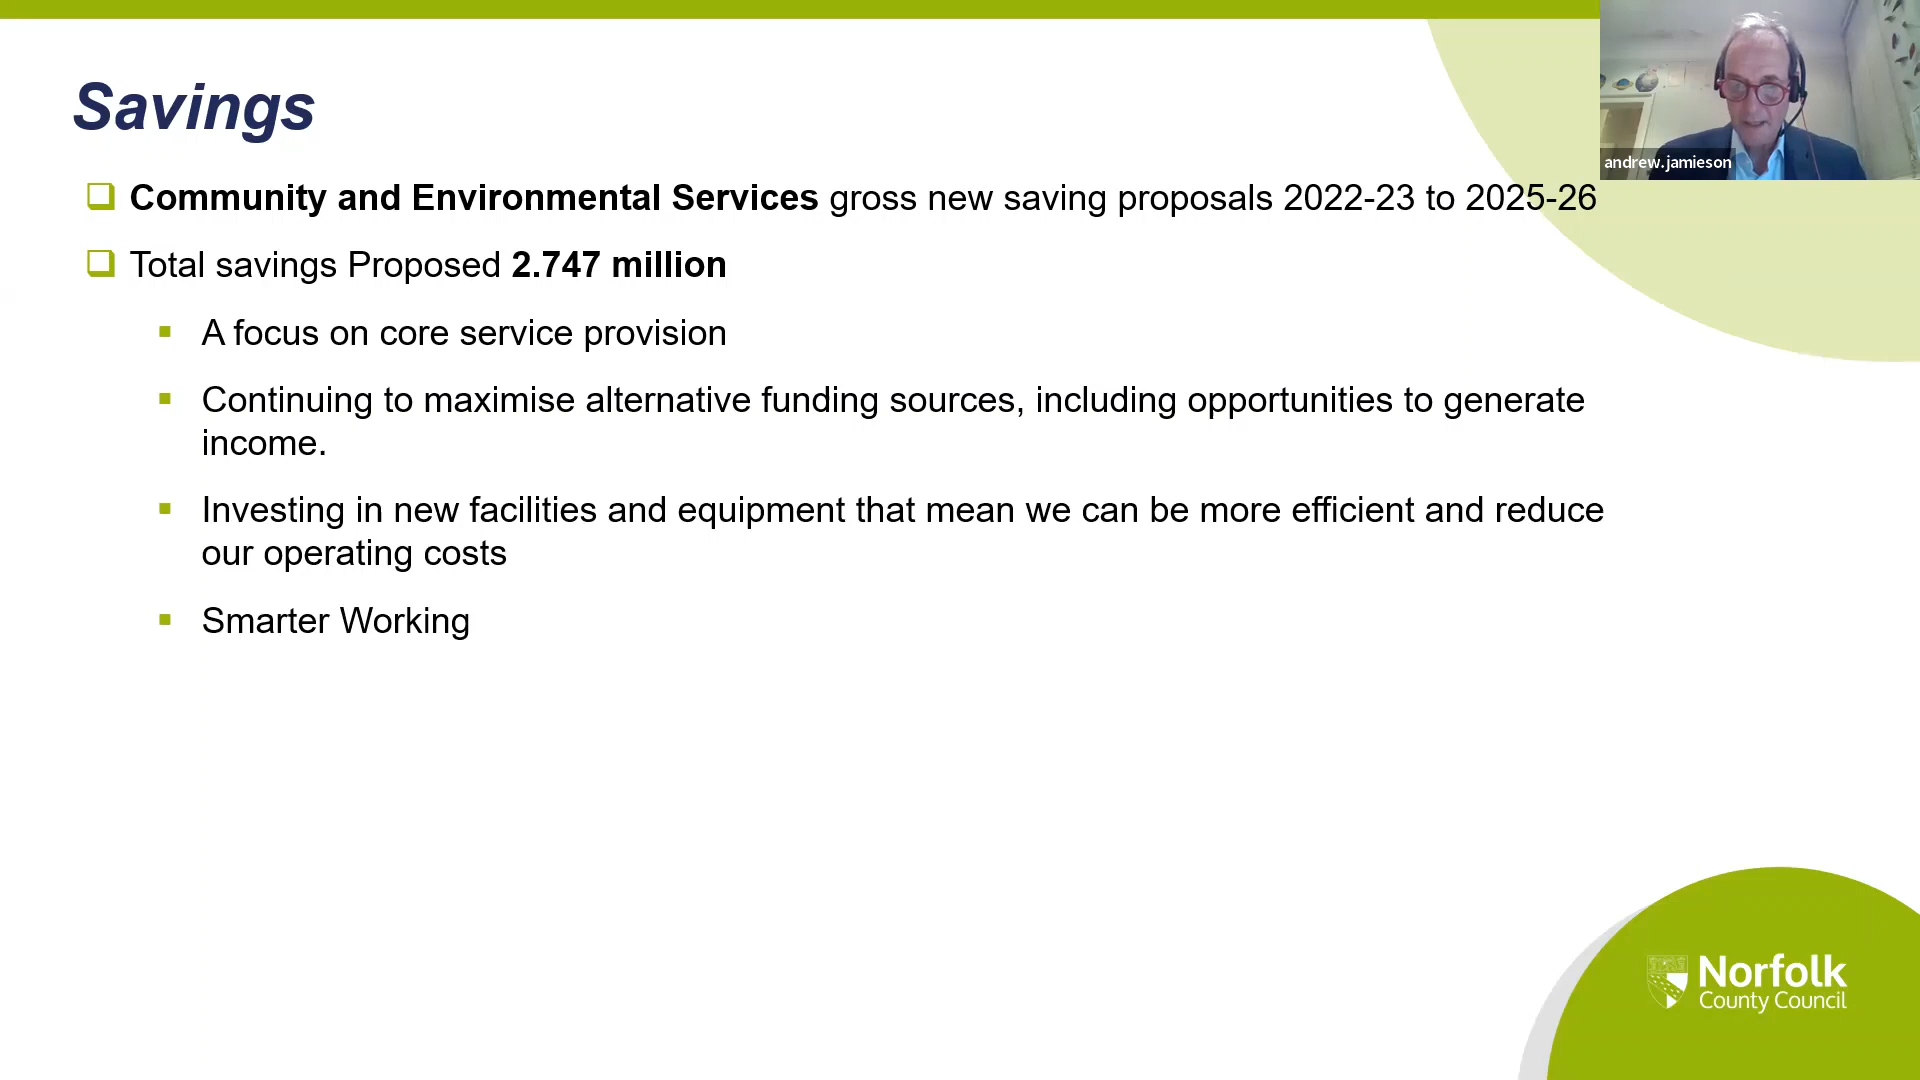 Savings
andrew.jamieson
Community and Environmental Services gross new saving proposals 2022-23 to 2025-26
Total savings Proposed 2.747 million
A focus on core service provision
Continuing to maximise alternative funding sources, including opportunities to generate
income.
Investing in new facilities and equipment that mean we can be more efficient and reduce
our operating costs
Smarter Working
Norfolk
County Council